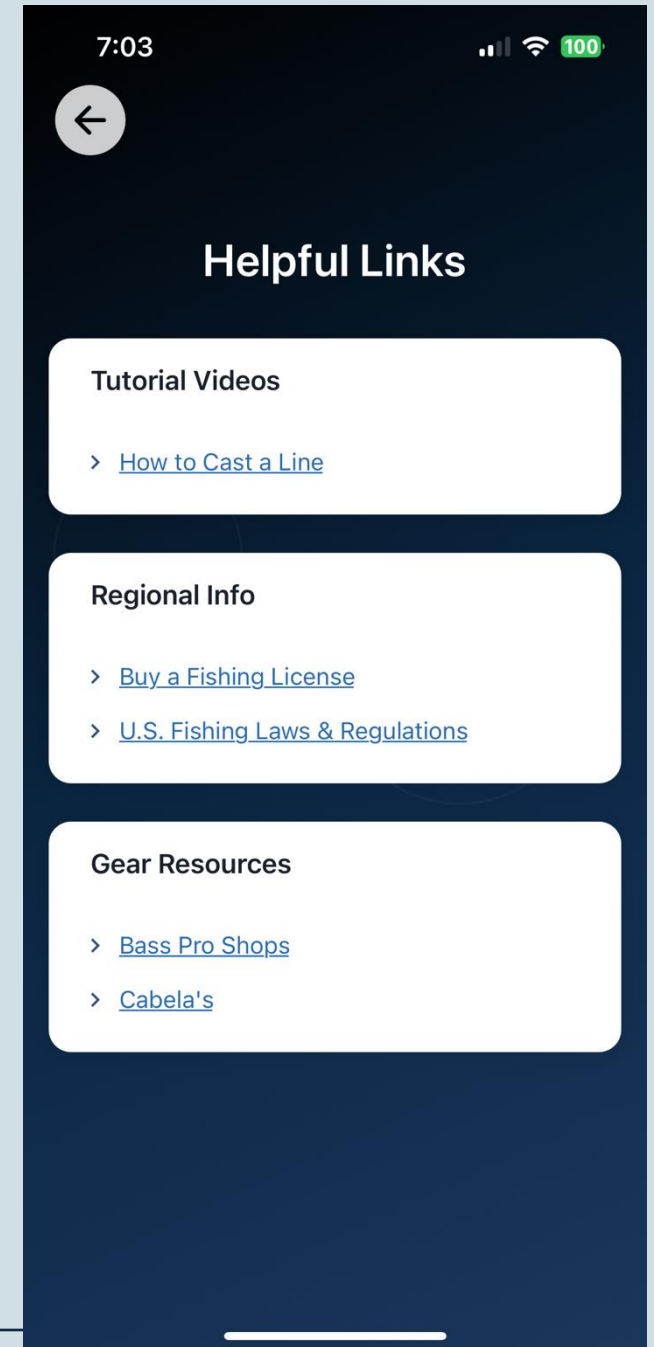 7:03
100
Helpful Links
Tutorial Videos
How to Cast a Line
Regional Info
Buy a Fishing License
U.S. Fishing Laws & Regulations
Gear Resources
Bass Pro Shops
Cabela's